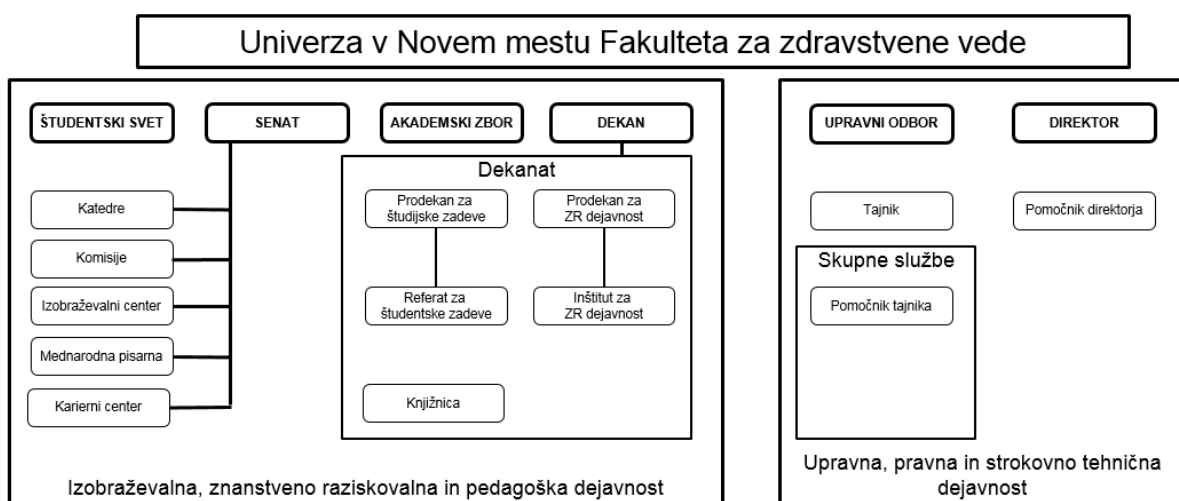 Univerza v Novem mestu Fakulteta za zdravstvene vede
ŠTUDENTSKI SVET
SENAT
AKADEMSKI ZBOR
DEKAN
Katedre
Komisije
Izobraževalni center
Mednarodna pisarna
Karierni center
Dekanat
Prodekan za
študijske zadeve
Prodekan za
ZR dejavnost
Referat za
študentske zadeve
Inštitut za
ZR dejavnost
Knjižnica
Izobraževalna, znanstveno raziskovalna in pedagoška dejavnost
UPRAVNI ODBOR
DIREKTOR
Tajnik
Pomočnik direktorja
Skupne službe
Pomočnik tajnika
Upravna, pravna in strokovno tehnična
dejavnost